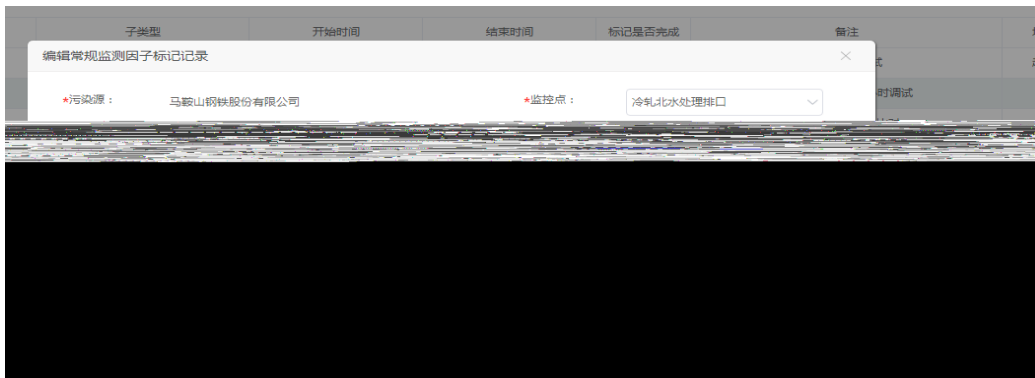 子类型 开始时间 结束时间 标记是否完成 备注
编辑常规监测因子标记记录
*污染源： 马鞍山钢铁股份有限公司 *监控点： 冷轧北水处理排口
时调试